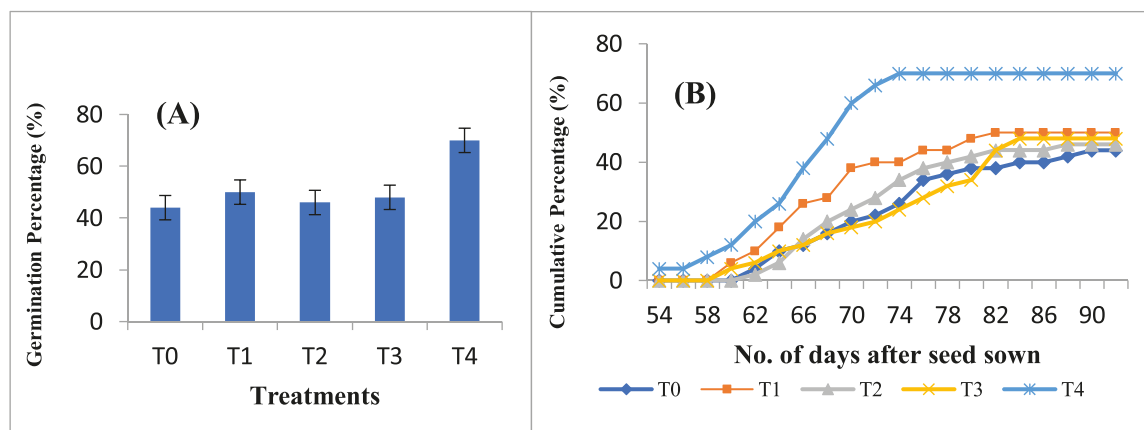 (A)
Germination Percentage (%)
80
60
40
20
0
T0 T1 T2 T3 T4
Treatments
(B)
Cumulative Percentage (%)
80
60
40
20
0
54 58 62 66 70 74 78 82 86 90
No. of days after seed sown
T0 T1 T2 T3 T4